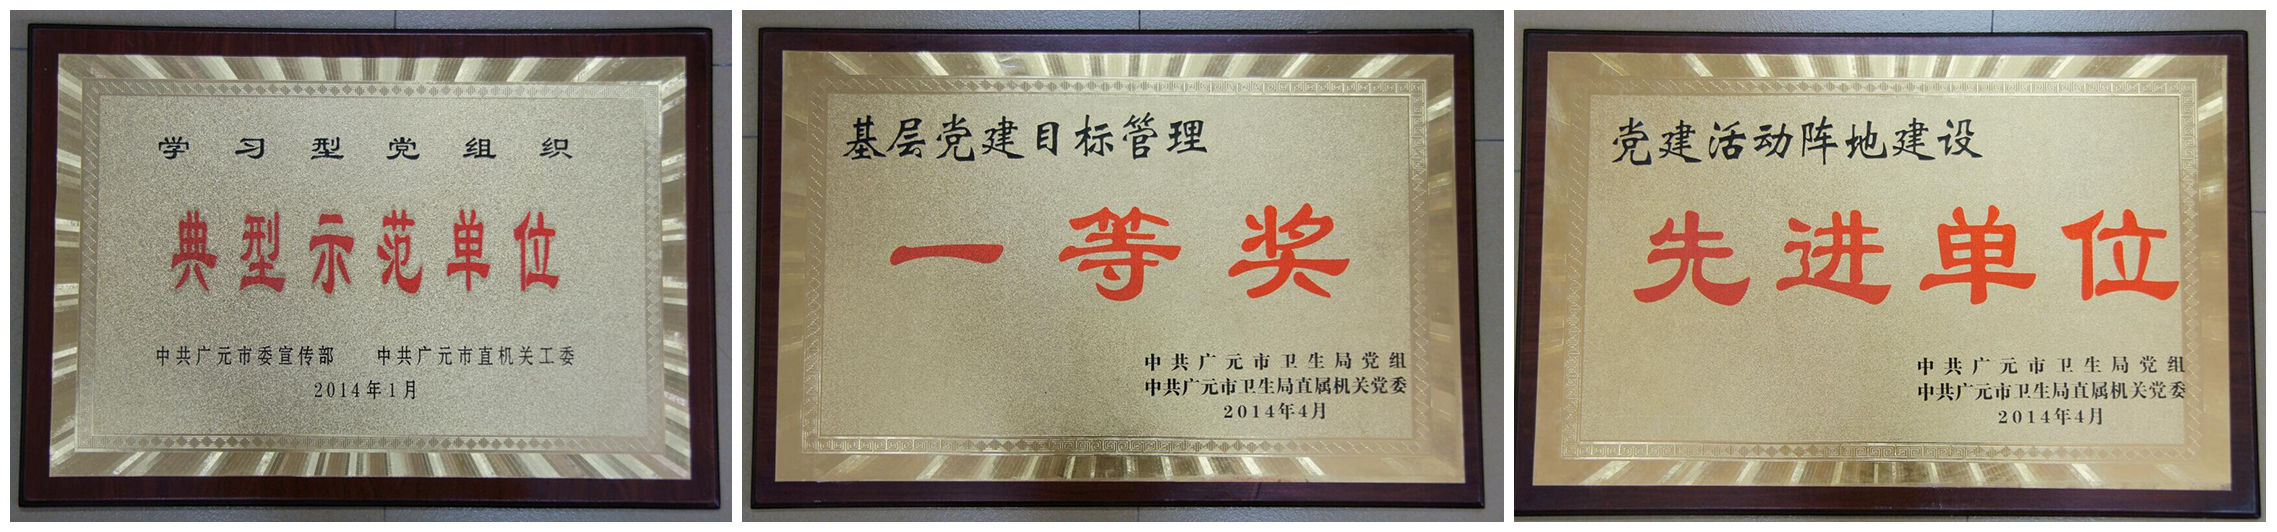 学习型党组织
典型示范单位
中共广元市委宣传部 中共广元市直机关工委
2014年1月
基层党建目标管理
一等奖
中共广元市卫生局党组
中共广元市卫生局直属机关党委
2014年4月
党建活动阵地建设
先进单位
中共广元市卫生局党组
中共广元市卫生局直属机关党委
2014年4月